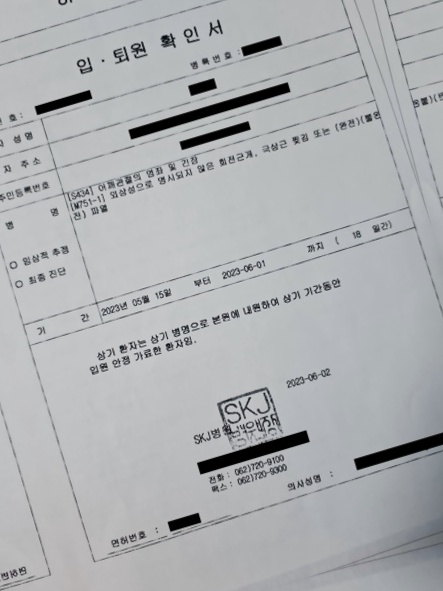 입 · 퇴원 확 인 서
병록번호 :
호 :
성 명
자 주소
주민등록번호
병 명
[S434] 어깨관절의 염좌 및 긴장
[M751-1] 외상성으로 명시되지 않은 회전근개, 극상근 찢김 또는 (완전)(불완
전) 파열
○ 임상적 추정
○ 최종 진단
기 간
2023년 05월 15일 부터 2023-06-01 까지 ( 18 일간)
상기 환자는 상기 병명으로 본원에 내원하여 상기 기간동안
입원 안정 가료한 환자임.
2023-06-02
SKJ
SKJ병원
전화 : 062)720-9100
팩스 : 062)720-9300
의사성명 :
면허번호 :